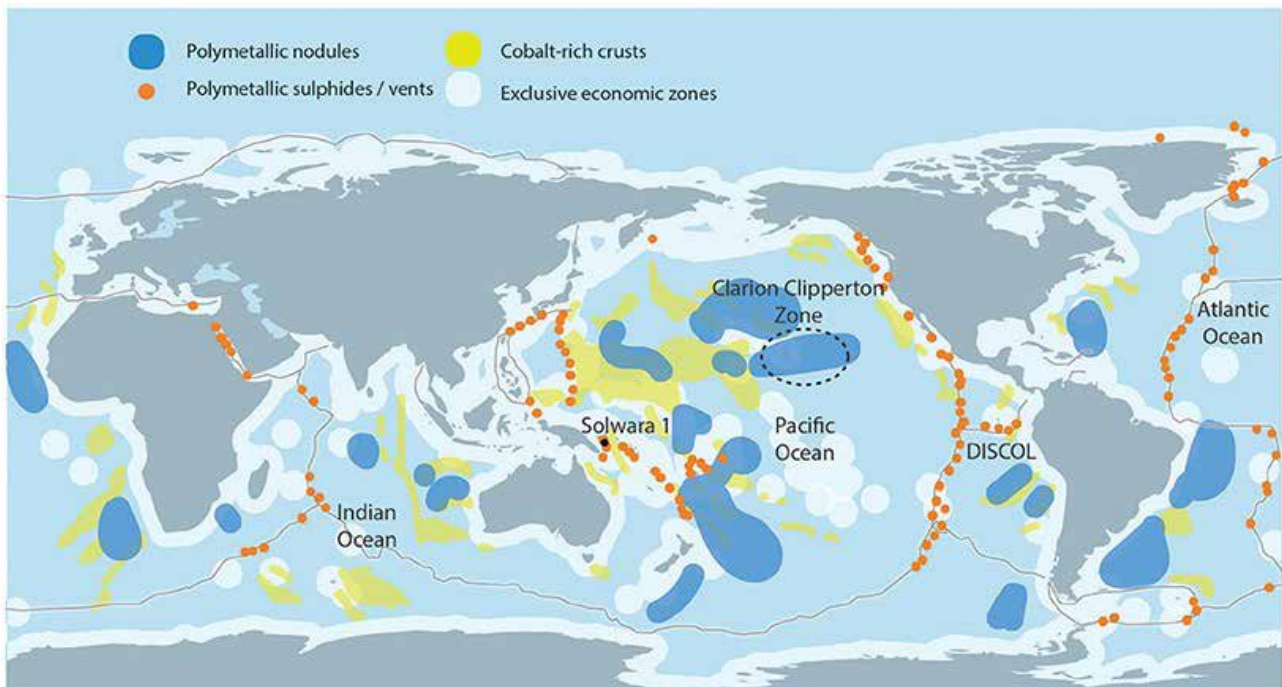 Polymetallic nodules
Cobalt-rich crusts
Polymetallic sulphides / vents
Exclusive economic zones
Clarion Clipperton
Zone
Atlantic
Ocean
Solwara 1
Pacific
Ocean
DISCOL
Indian
Ocean